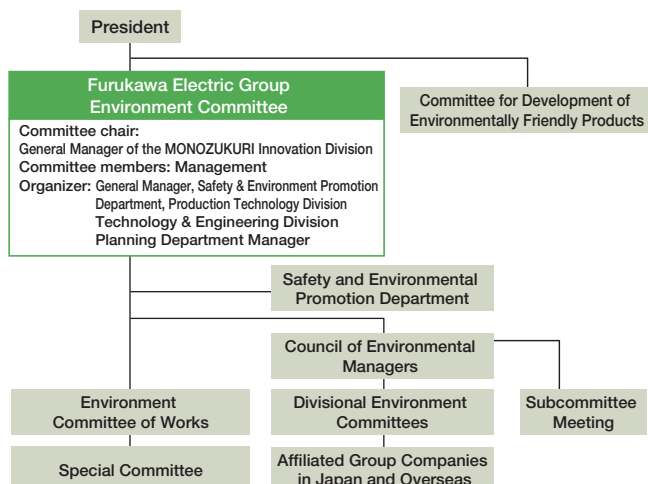 President
Furukawa Electric Group
Environment Committee
Committee chair:
General Manager of the MONOZUKURI Innovation Division
Committee members: Management
Organizer: General Manager, Safety & Environment Promotion
Department, Production Technology Division
Technology & Engineering Division
Planning Department Manager
Committee for Development of
Environmentally Friendly Products
Safety and Environmental
Promotion Department
Council of Environmental
Managers
Environment
Committee of Works
Divisional Environment
Committees
Subcommittee
Meeting
Special Committee
Affiliated Group Companies
in Japan and Overseas